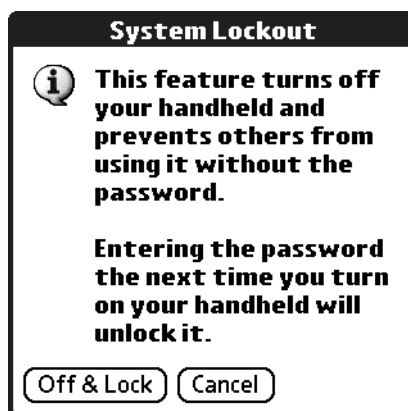 System Lockout
This feature turns off
your handheld and
prevents others from
using it without the
password.
Entering the password
the next time you turn
on your handheld will
unlock it.
Off & Lock Cancel